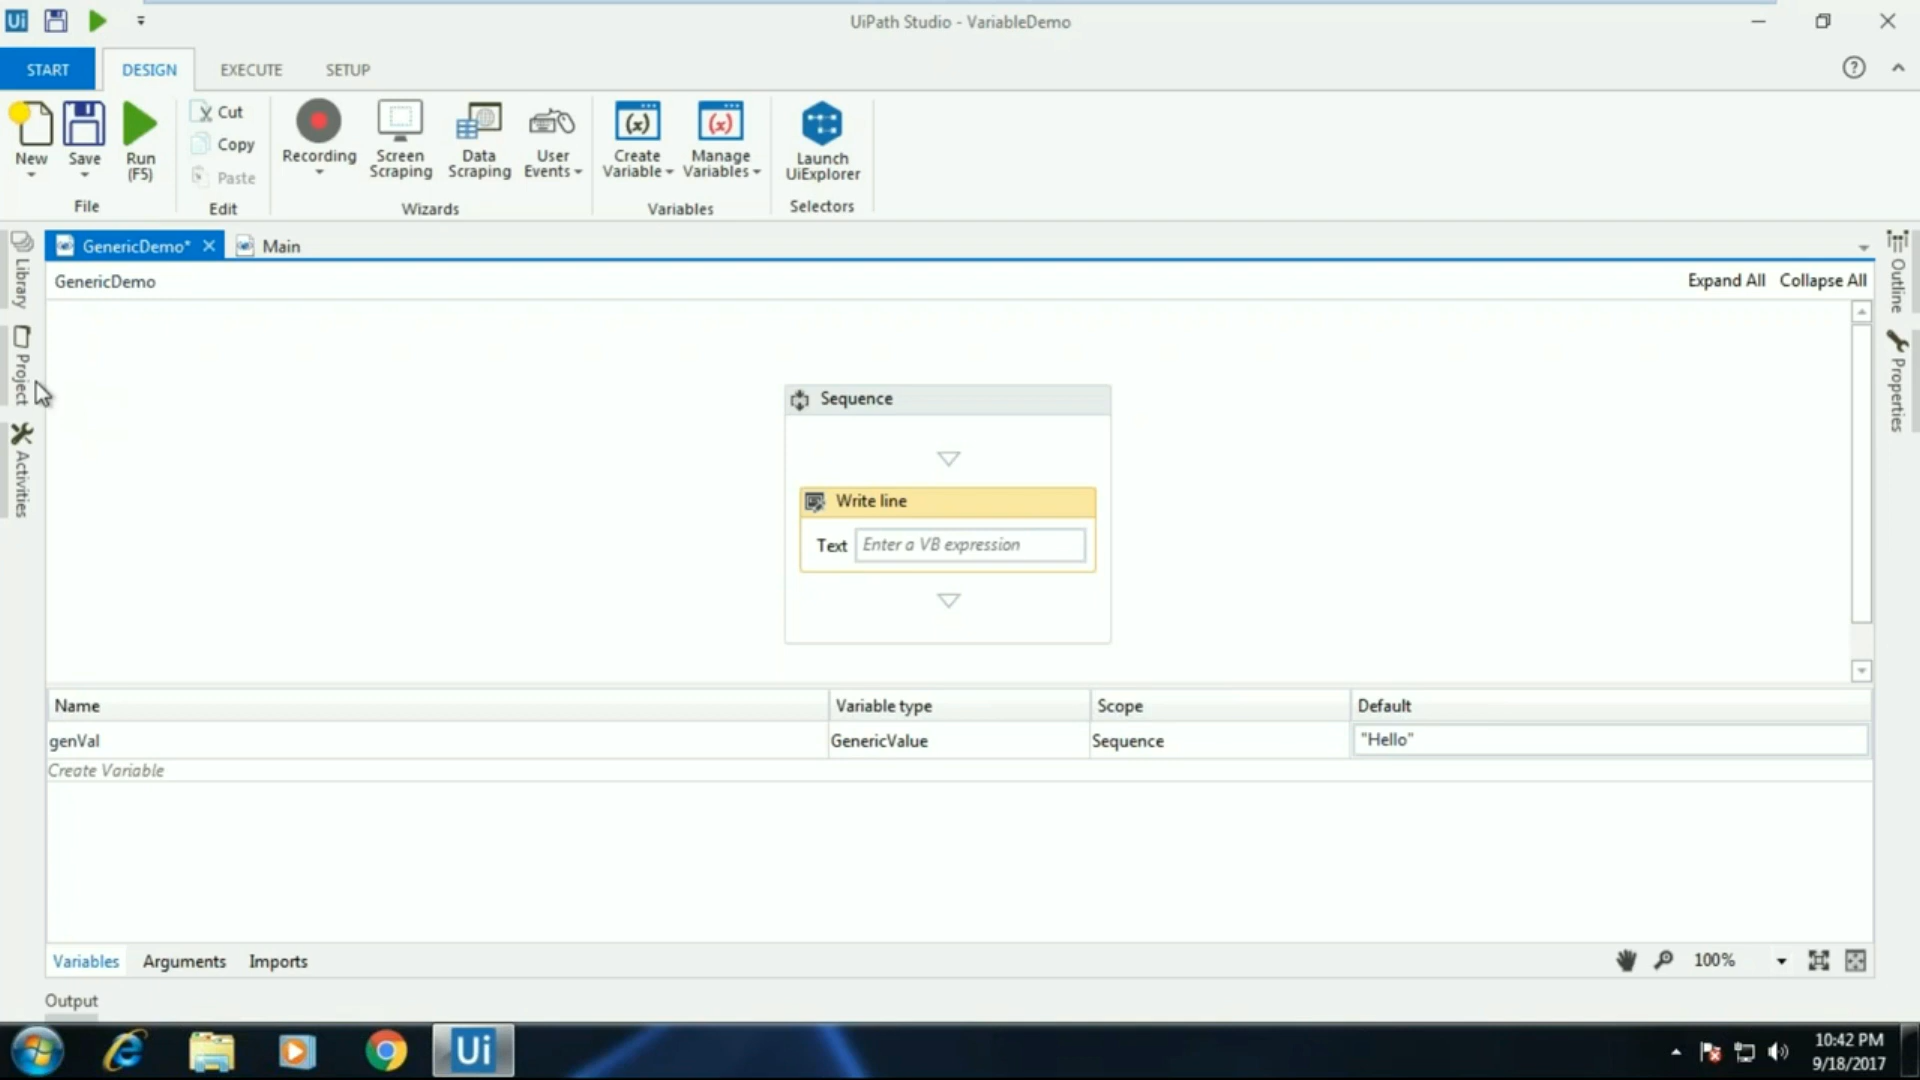 Ui
UiPath Studio - VariableDemo
START DESIGN EXECUTE SETUP
New
Save
Run
(F5)
File
Cut
Copy
Paste
Edit
Recording
Screen
Scraping
Data
Scraping
User
Events
Wizards
(x)
Create
Variable
(x)
Manage
Variables
Variables
Launch
UiExplorer
Selectors
Library
Project
Activities
GenericDemo* Main
GenericDemo Expand All Collapse All
Outline
Properties
Sequence
Write line
Text Enter a VB expression
Name Variable type Scope Default
genVal GenericValue Sequence "Hello"
Create Variable
Variables Arguments Imports 100%
Output
Ui
10:42 PM
9/18/2017